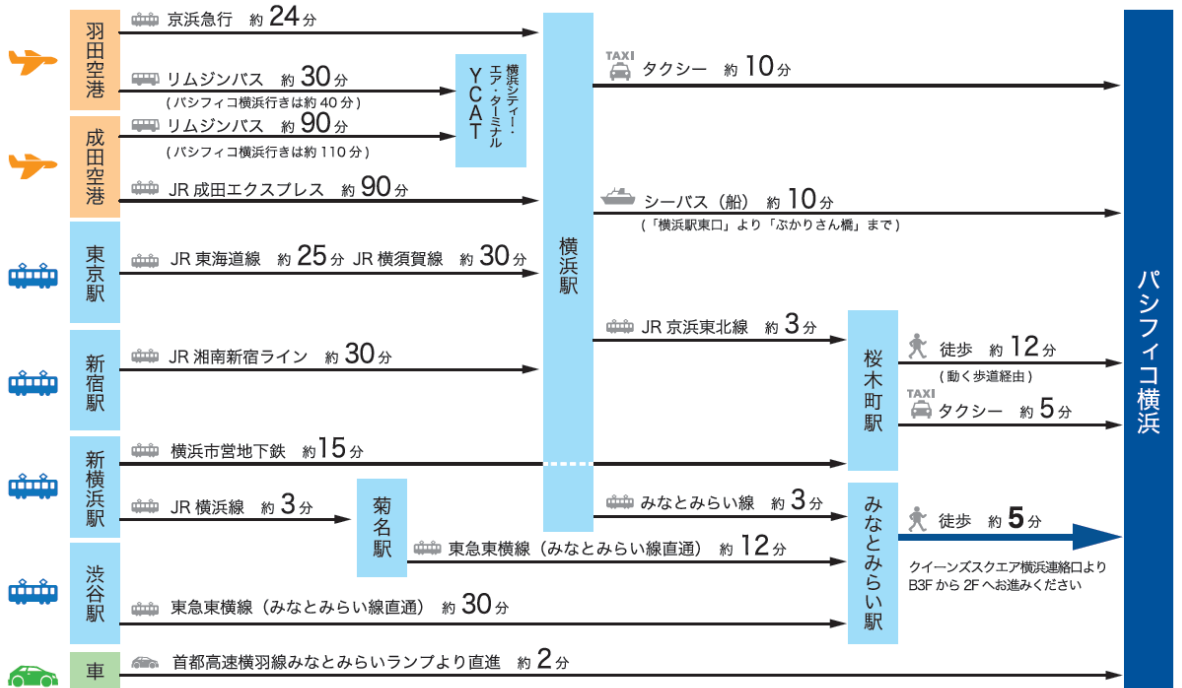 羽田空港
京浜急行 約24分
リムジンバス 約30分
(パシフィコ横浜行きは約40分)
横浜シティー・
エア・ターミナル
YCAT
成田空港
リムジンバス 約90分
(パシフィコ横浜行きは約110分)
JR成田エクスプレス 約90分
東京駅
JR東海道線 約25分 JR横須賀線 約30分
新宿駅
JR湘南新宿ライン 約30分
新横浜駅
横浜市営地下鉄 約15分
JR横浜線 約3分
菊名駅
東急東横線(みなとみらい線直通) 約12分
渋谷駅
東急東横線(みなとみらい線直通) 約30分
車
首都高速横羽線みなとみらいランプより直進 約2分
横浜駅
TAXI
タクシー 約10分
シーバス(船) 約10分
(「横浜駅東口」より「ぷかりさん橋」まで)
JR京浜東北線 約3分
桜木町駅
徒歩 約12分
(動く歩道経由)
TAXI
タクシー 約5分
みなとみらい線 約3分
みなとみらい駅
徒歩 約5分
クイーンズスクエア横浜連絡口より
B3Fから2Fへお進みください
パシフィコ横浜